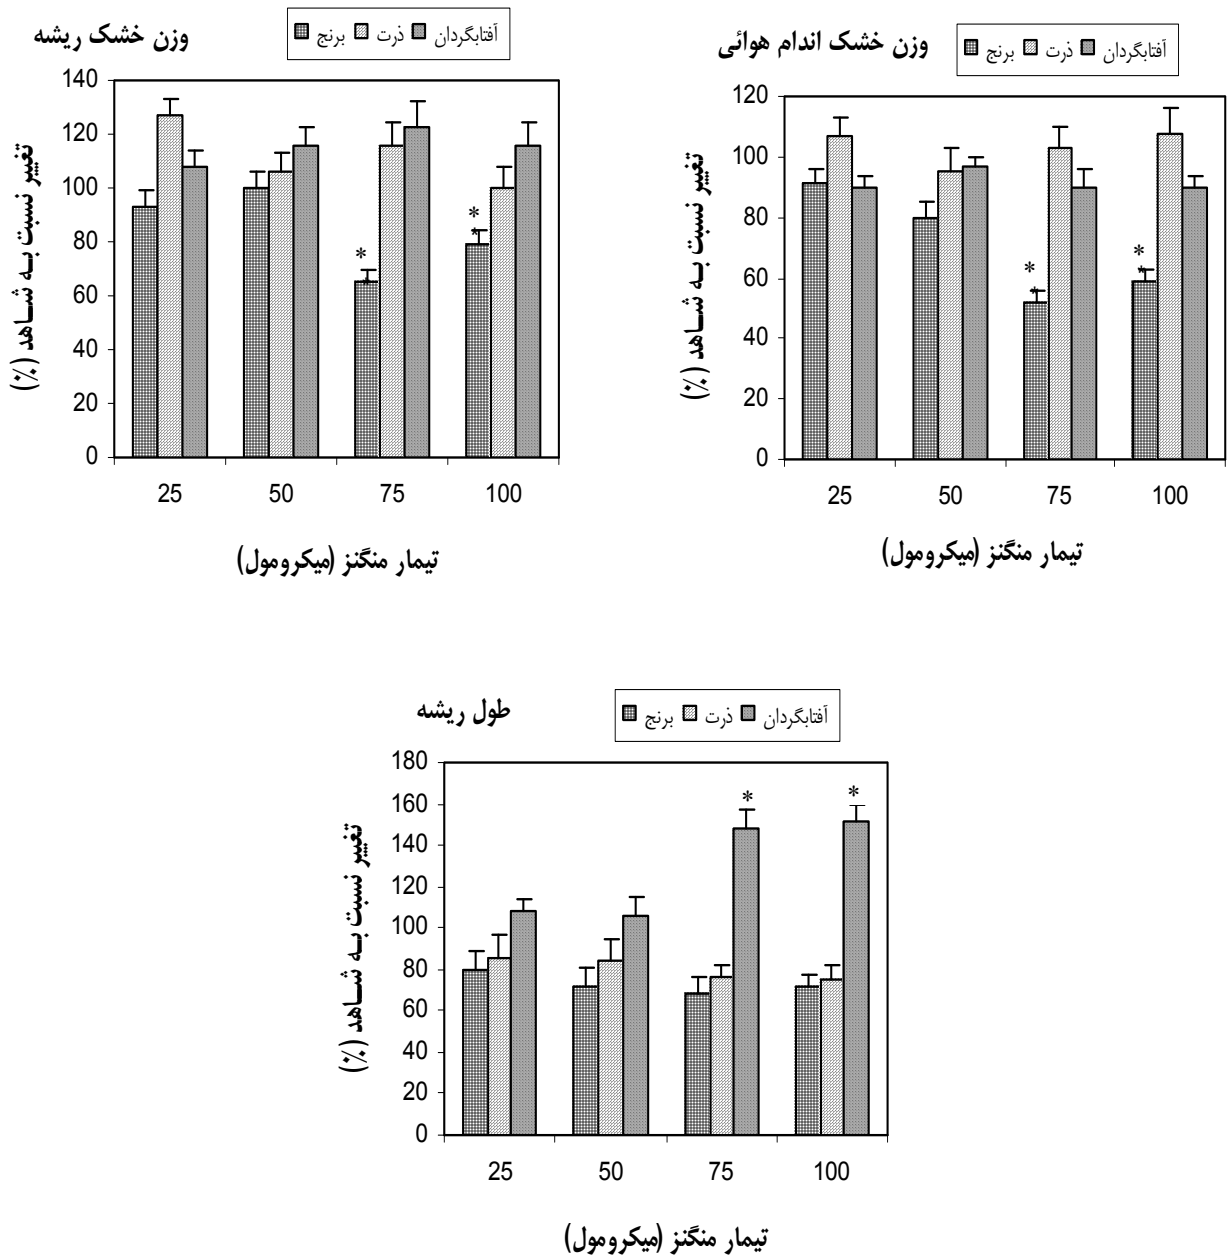 وزن خشک ریشه
برنج ذرت آفتابگردان
تغییر نسبت به شاهد (%)
140
120
100
80
60
40
20
0
* *
* *
25 50 75 100
تیمار منگنز (میکرومول)
وزن خشک اندام هوائی
برنج ذرت آفتابگردان
تغییر نسبت به شاهد (%)
120
100
80
60
40
20
0
* *
* *
25 50 75 100
تیمار منگنز (میکرومول)
طول ریشه
برنج ذرت آفتابگردان
تغییر نسبت به شاهد (%)
180
160
140
120
100
80
60
40
20
0
* *
25 50 75 100
تیمار منگنز (میکرومول)